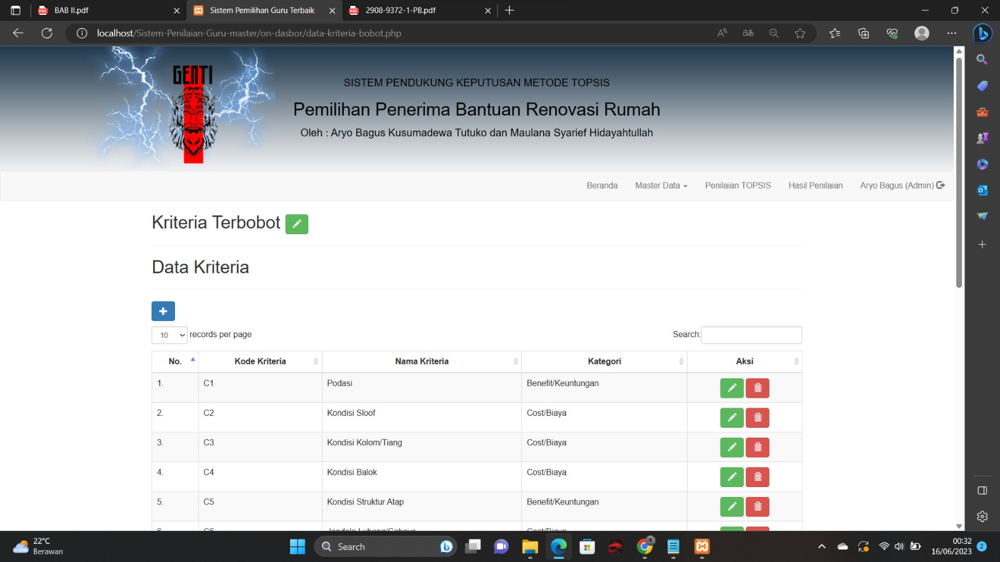 BAB II.pdf
Sistem Pemilihan Guru Terbaik
2908-9372-1-PB.pdf
localhost/Sistem-Penilaian-Guru-master/on-dasbor/data-kriteria-bobot.php
GENTI
SISTEM PENDUKUNG KEPUTUSAN METODE TOPSIS
Pemilihan Penerima Bantuan Renovasi Rumah
Oleh : Aryo Bagus Kusumadewa Tutuko dan Maulana Syarief Hidayahtullah
Beranda Master Data Penilaian TOPSIS Hasil Penilaian Aryo Bagus (Admin)
Kriteria Terbobot
Data Kriteria
10 records per page Search:
No. Kode Kriteria Nama Kriteria Kategori Aksi
1. C1 Podasi Benefit/Keuntungan
2. C2 Kondisi Sloof Cost/Biaya
3. C3 Kondisi Kolom/Tiang Cost/Biaya
4. C4 Kondisi Balok Cost/Biaya
5. C5 Kondisi Struktur Atap Benefit/Keuntungan
6. C6 Cost/Biaya
22°C
Berawan
Search
00:32
16/06/2023
2